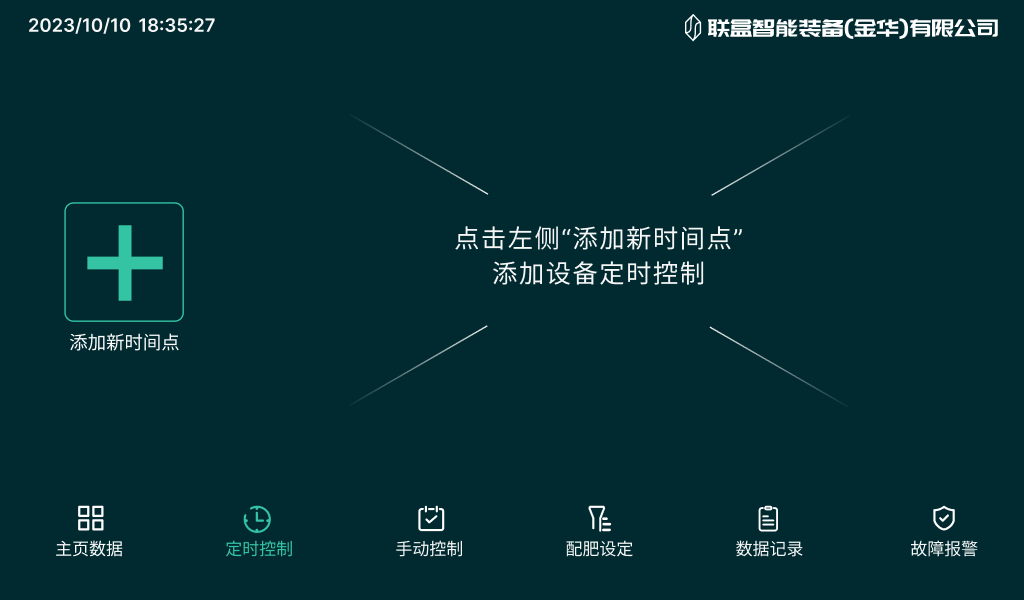 2023/10/10 18:35:27
联盒智能装备(金华)有限公司
点击左侧“添加新时间点”
添加设备定时控制
添加新时间点
主页数据
定时控制
手动控制
配肥设定
数据记录
故障报警